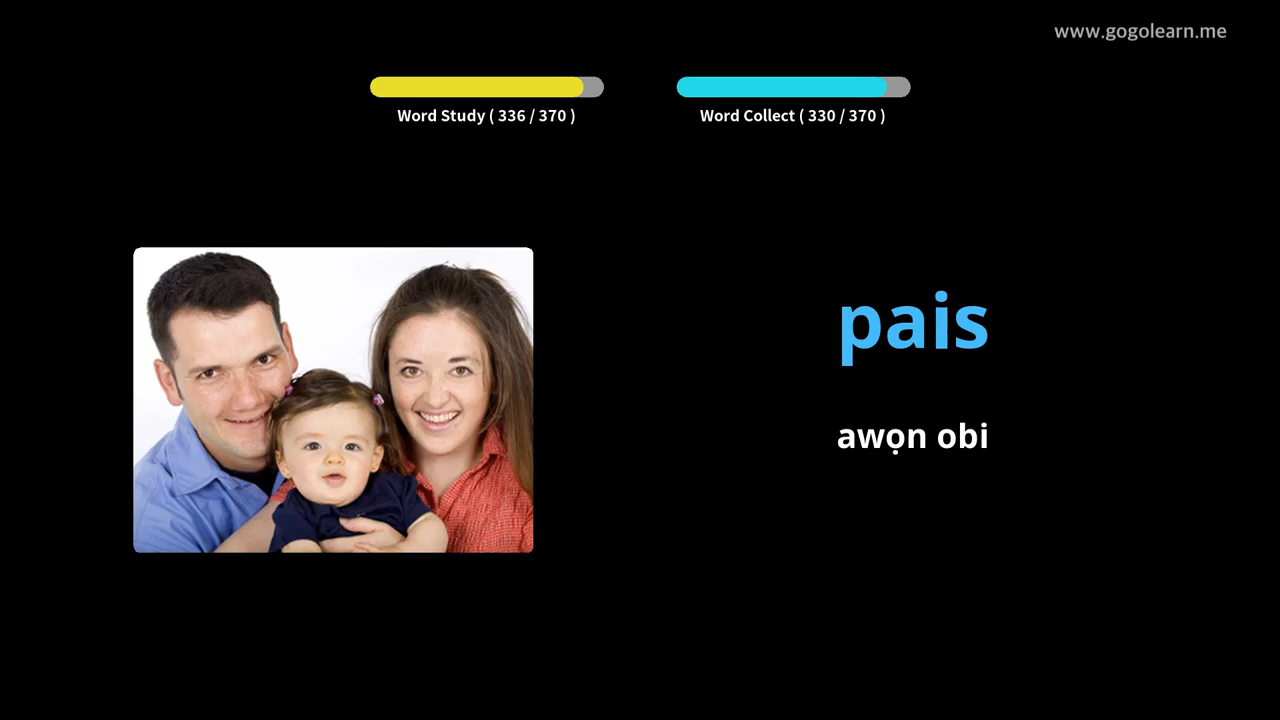 www.gogolearn.me
Word Study ( 336 / 370 )
Word Collect ( 330 / 370 )
pais
awọn obi